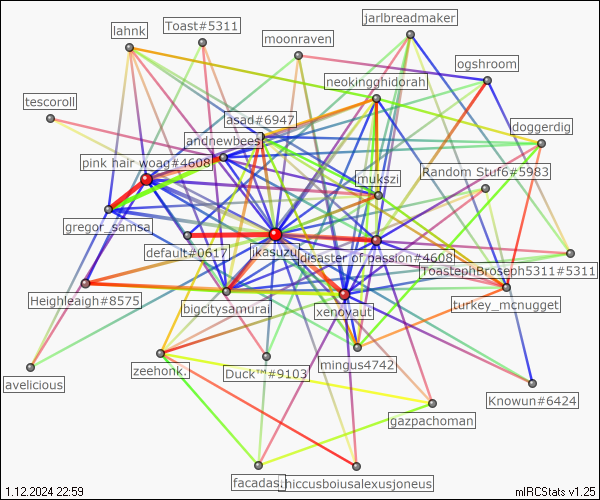 jarlbreadmaker
lahnk
Toast#5311
moonraven
ogshroom
neokingghidorah
tescoroll
asad#6947
doggerdig
andnewbees
pink hair woag#4608
Random Stuf6#5983
mukszi
gregor_samsa
default#0617
ikasuzu
disaster of passion#4608
ToastephBroseph5311#5311
Heighleigh#8575
bigcitysamurai
xenovaut
turkey_mcnugget
avelicious
zeehonk.
Duck™#9103
mingus4742
Knowun#6424
gazpachoman
facadas.
hiccusboiusalexusjoneus
1.12.2024 22:59
mIRCStats v1.25